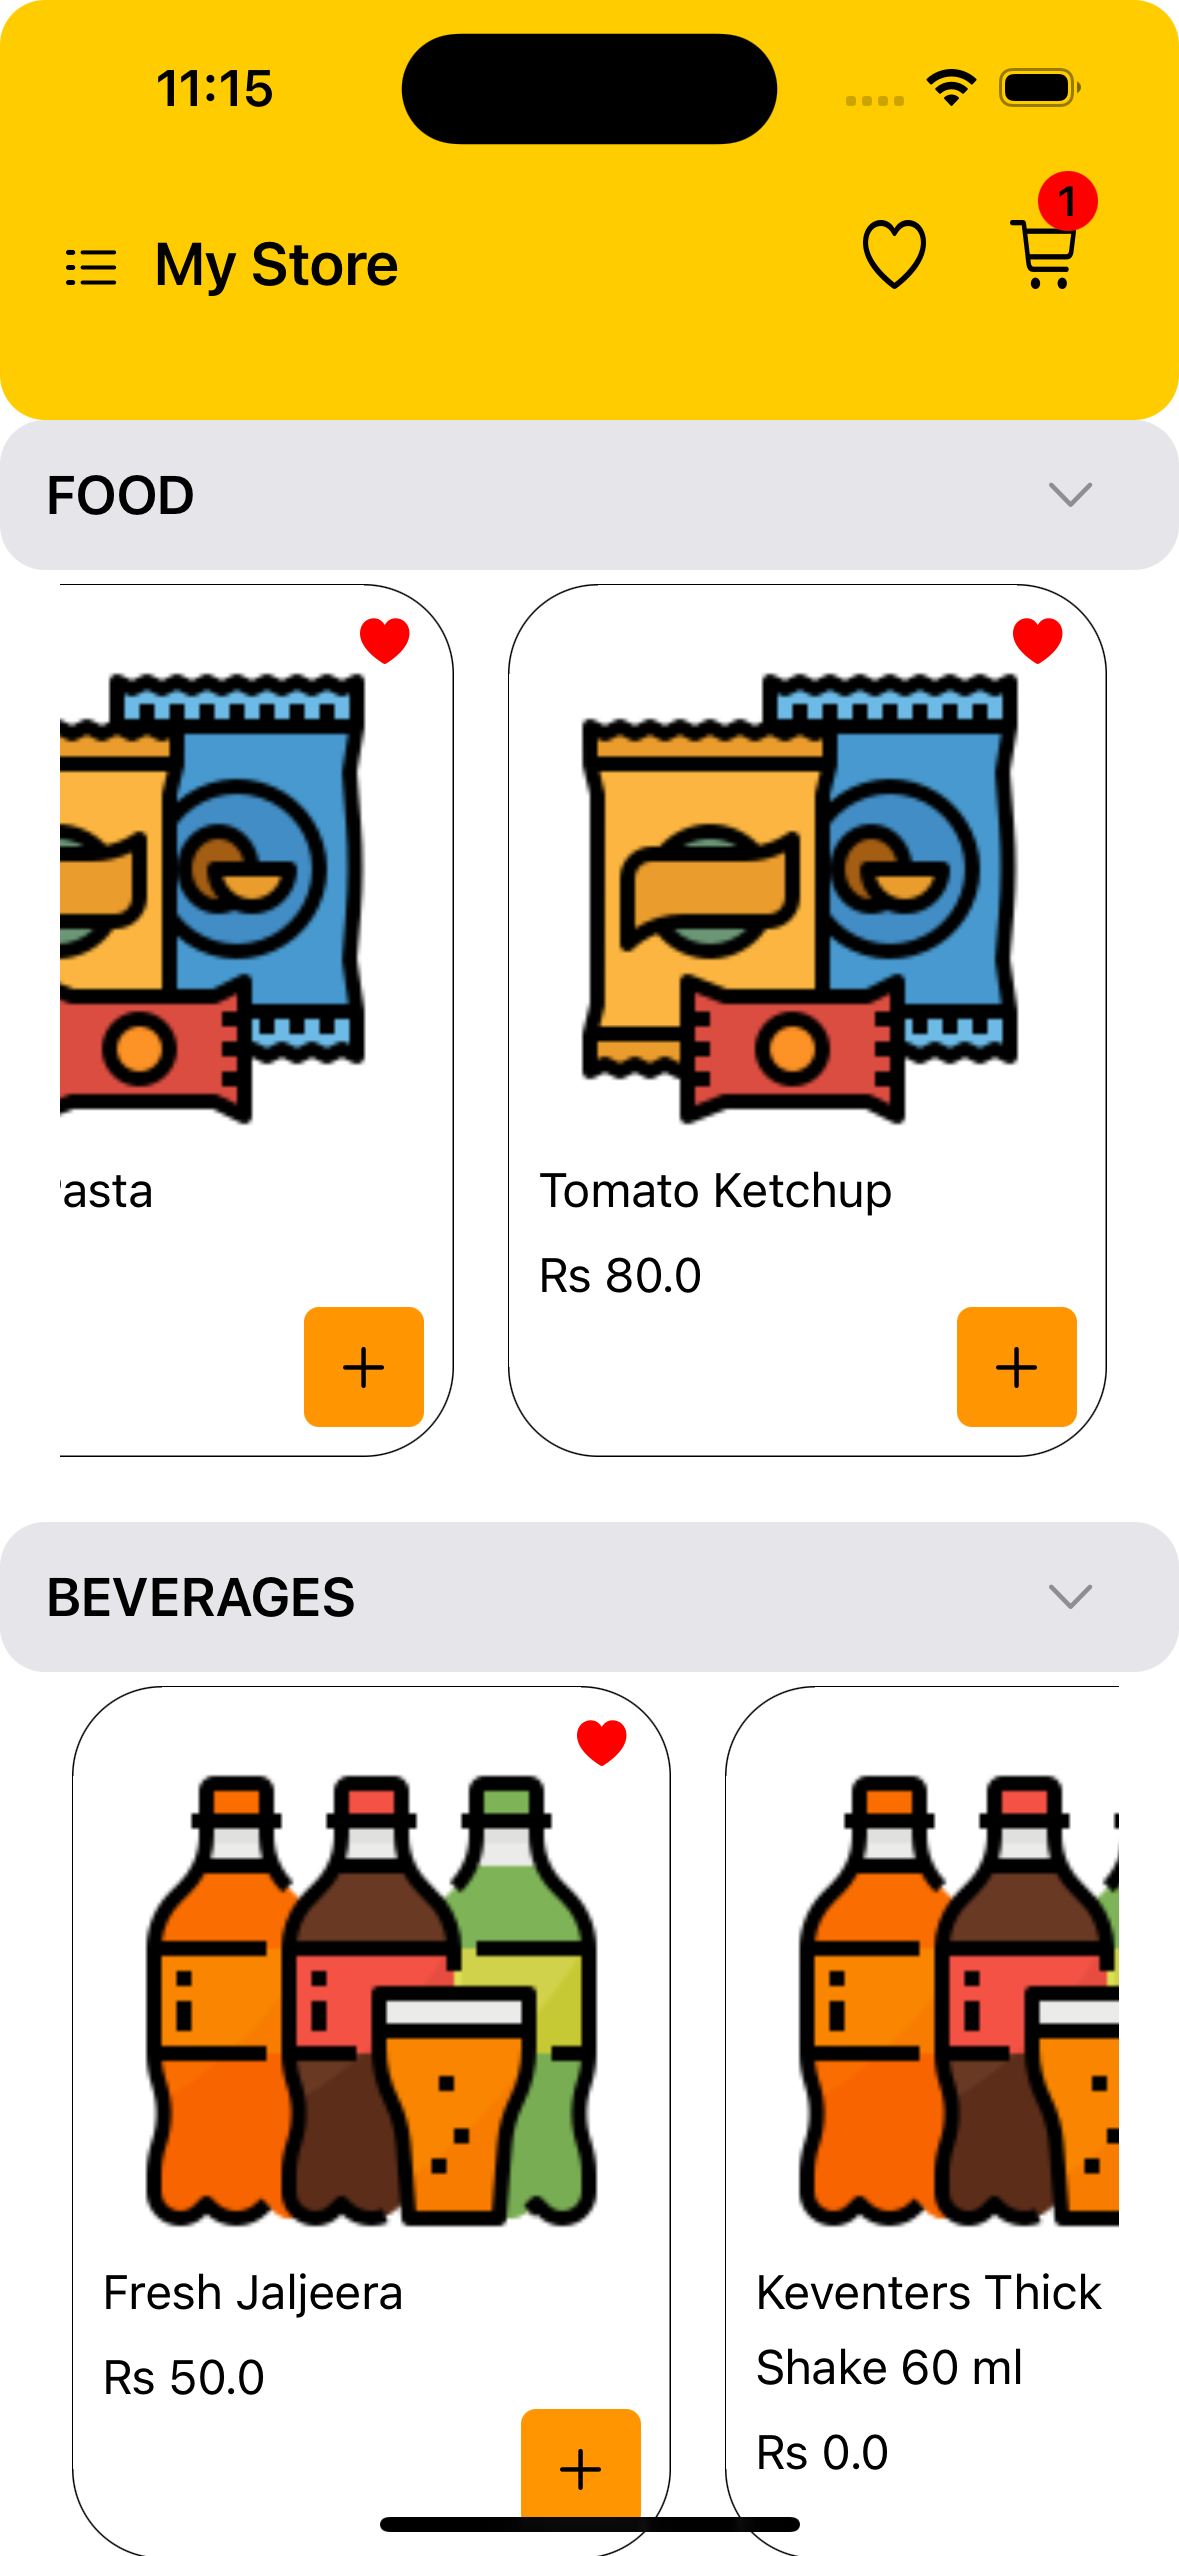 11:15
1
My Store
FOOD
asta
Tomato Ketchup
Rs 80.0
BEVERAGES
Fresh Jaljeera
Rs 50.0
Keventers Thick
Shake 60 ml
Rs 0.0